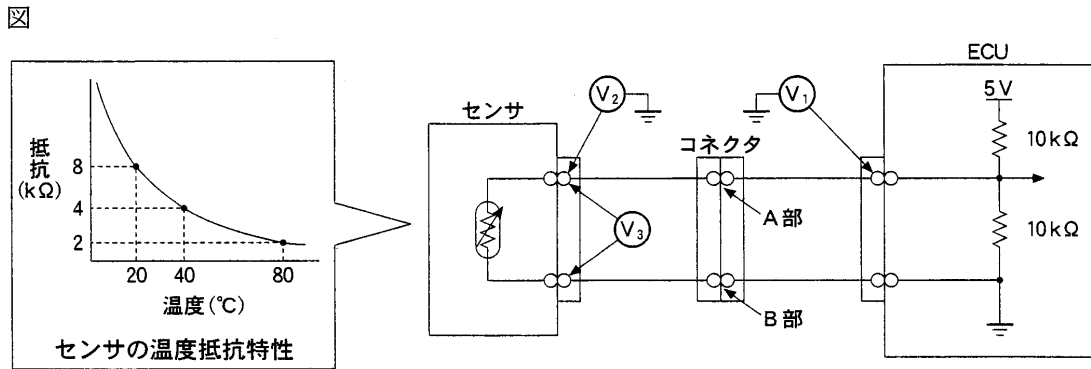 図
抵抗
(kΩ)
8
4
2
20
40
80
温度(℃)
センサの温度抵抗特性
センサ
V₂
V₃
コネクタ
A部
B部
V₁
ECU
5V
10kΩ
10kΩ